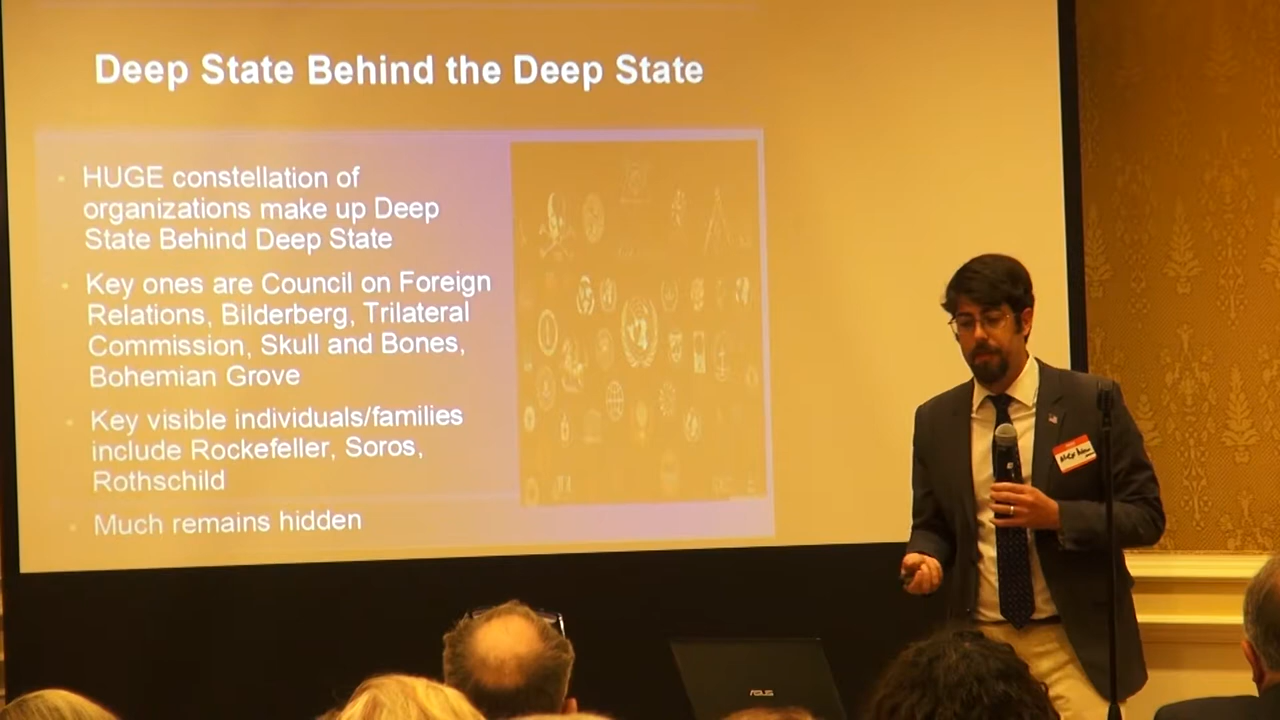 Deep State Behind the Deep State
HUGE constellation of
organizations make up Deep
State Behind Deep State
Key ones are Council on Foreign
Relations, Bilderberg, Trilateral
Commission, Skull and Bones,
Bohemian Grove
Key visible individuals/families
include Rockefeller, Soros,
Rothschild
Much remains hidden
ASUS